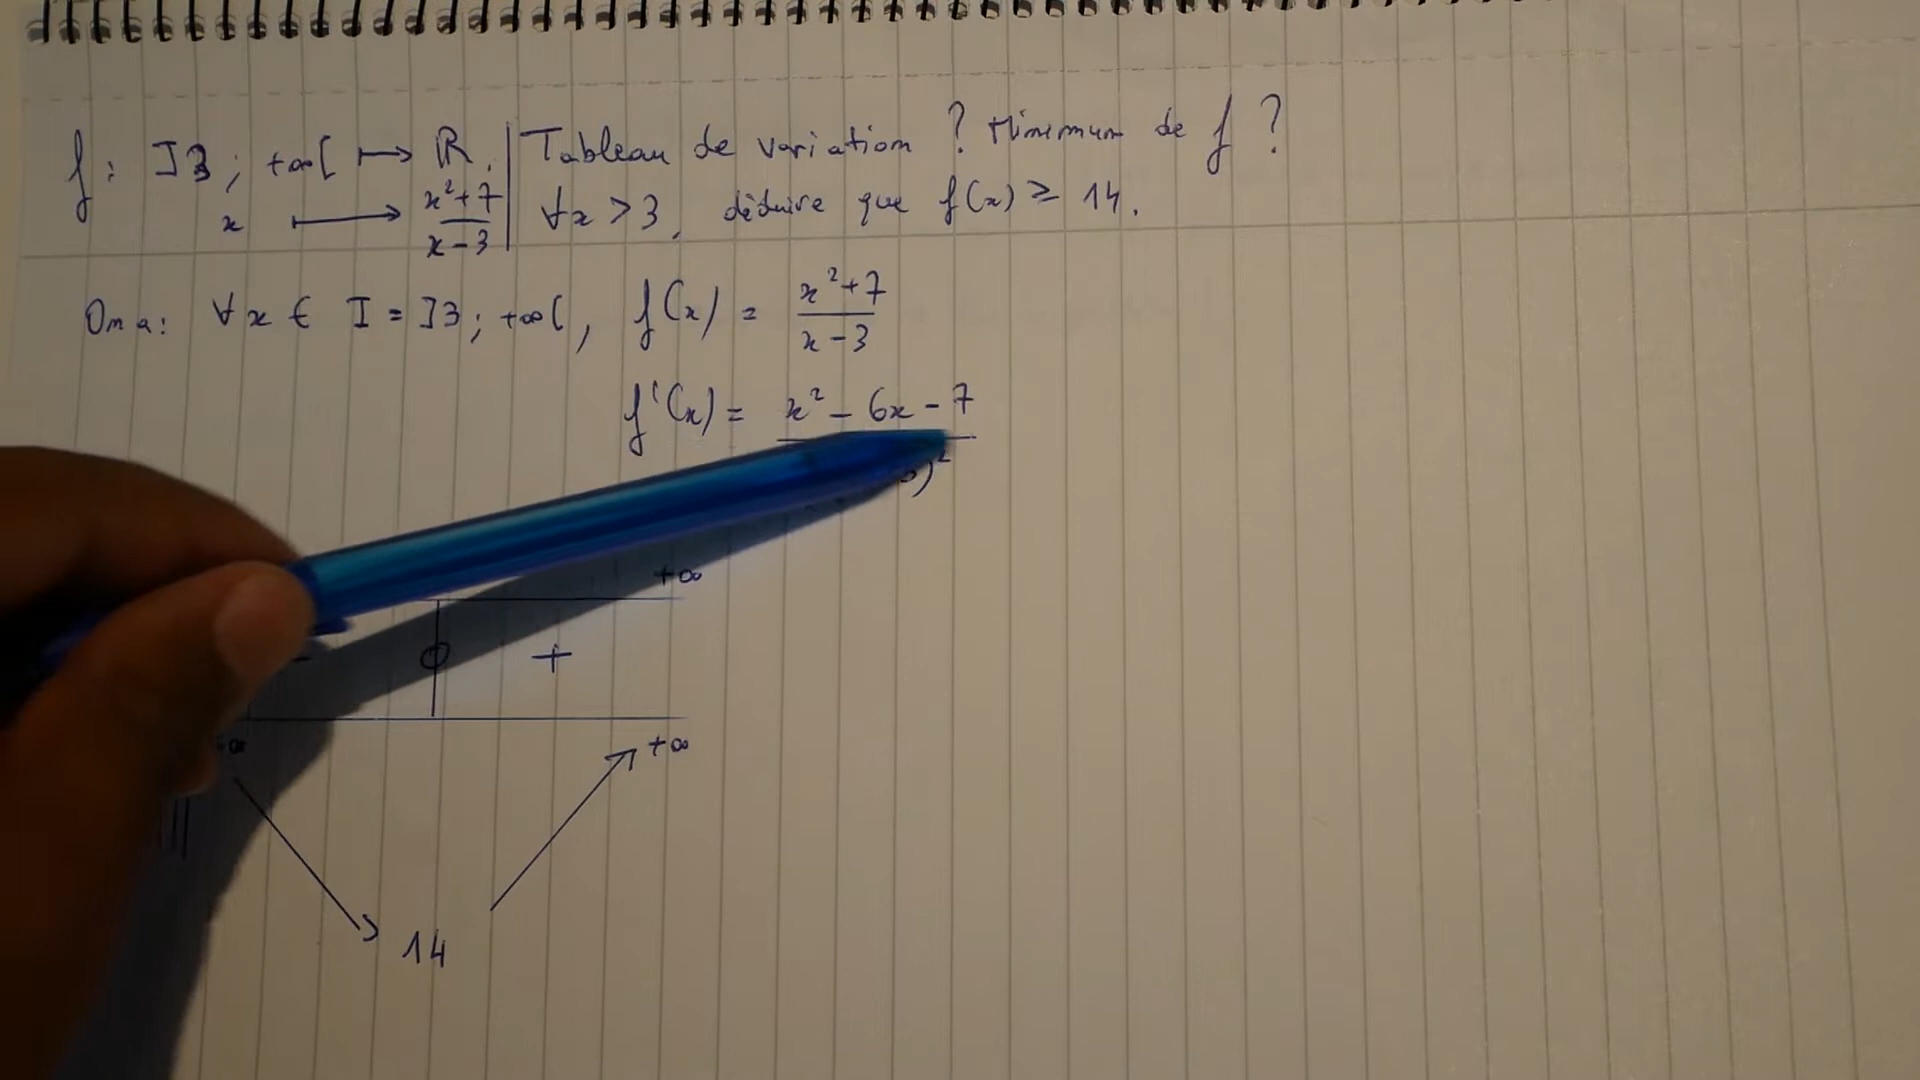 f: ]3; +∞[ ↦ ℝ. | Tableau de variation ? Minimum de f ?
x ⟼ (x²+7)/(x-3) | ∀x > 3, déduire que f(x) ≥ 14.
On a: ∀x ∈ I = ]3; +∞[, f(x) = (x²+7)/(x-3)
f'(x) = x² - 6x - 7
)²
+∞
- 0 +
+∞
14